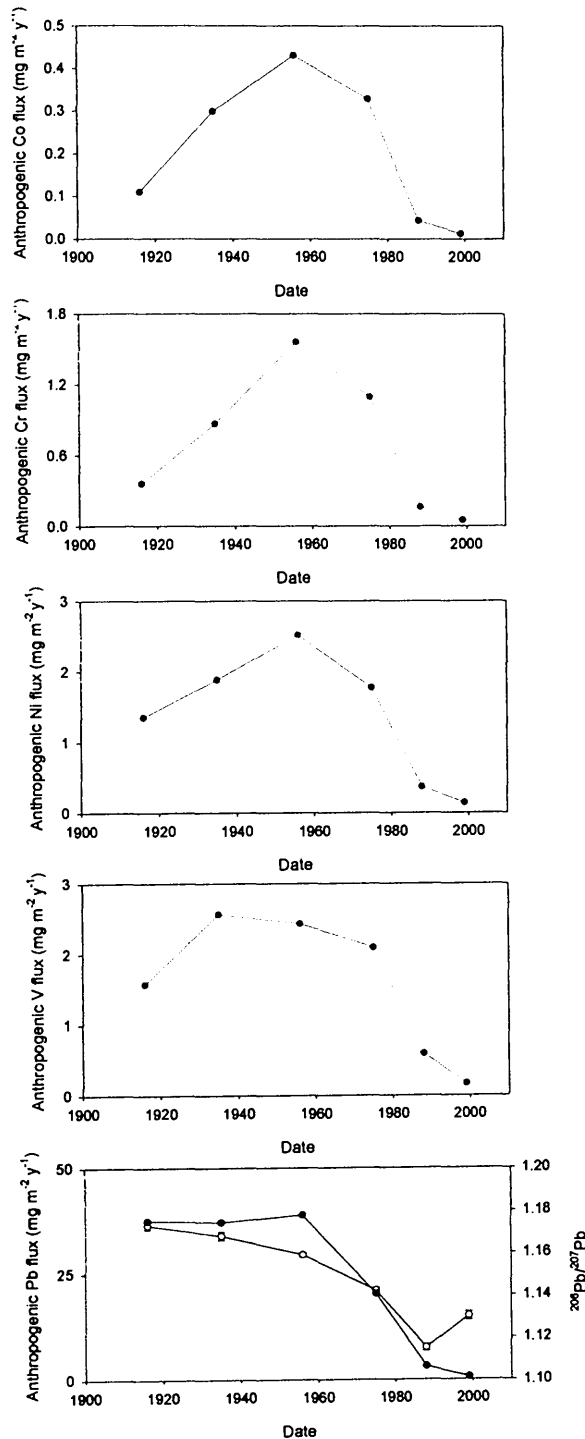 Anthropogenic Co flux (mg m⁻² y⁻¹)
0.5
0.4
0.3
0.2
0.1
0.0
1900 1920 1940 1960 1980 2000
Date
Anthropogenic Cr flux (mg m⁻² y⁻¹)
1.8
1.2
0.6
0.0
1900 1920 1940 1960 1980 2000
Date
Anthropogenic Ni flux (mg m⁻² y⁻¹)
3
2
1
0
1900 1920 1940 1960 1980 2000
Date
Anthropogenic V flux (mg m⁻² y⁻¹)
3
2
1
0
1900 1920 1940 1960 1980 2000
Date
Anthropogenic Pb flux (mg m⁻² y⁻¹)
50
25
0
1.20
1.18
1.16
1.14
1.12
1.10
²⁰⁶Pb/²⁰⁷Pb
1900 1920 1940 1960 1980 2000
Date